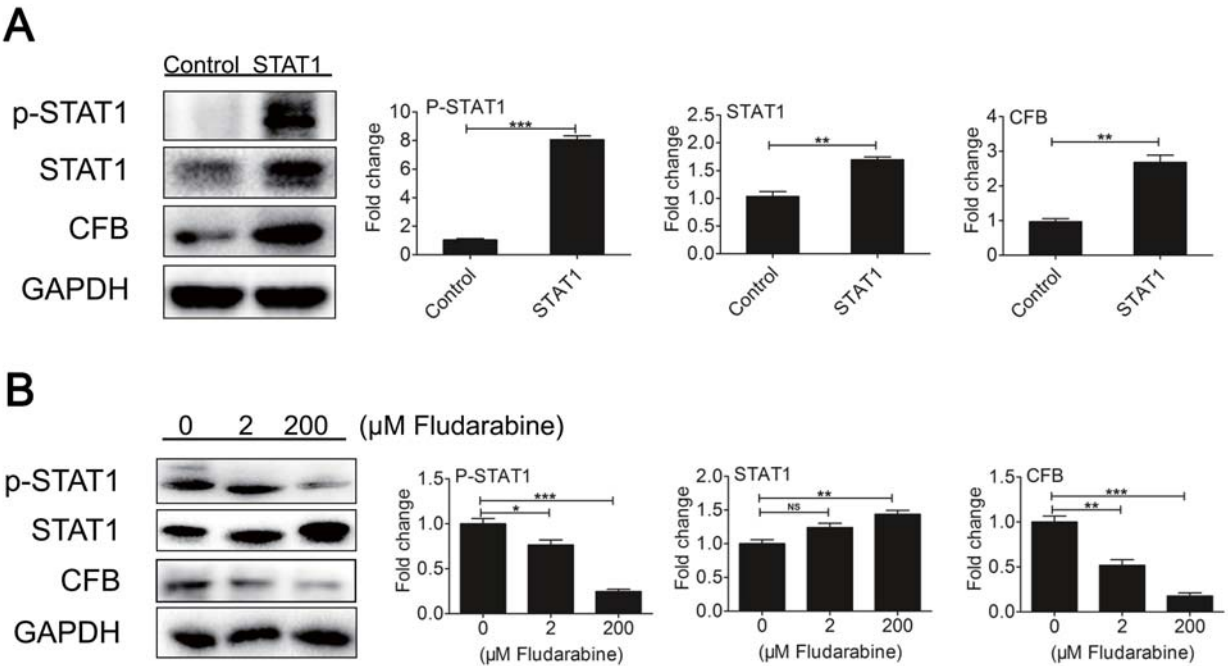 A
Control STAT1
p-STAT1
STAT1
CFB
GAPDH
P-STAT1
Fold change
10
8
6
4
2
0
***
Control
STAT1
STAT1
Fold change
2.5
2.0
1.5
1.0
0.5
0.0
**
Control
STAT1
CFB
Fold change
4
3
2
1
0
**
Control
STAT1
B
0 2 200 (µM Fludarabine)
p-STAT1
STAT1
CFB
GAPDH
P-STAT1
Fold change
1.5
1.0
0.5
0.0
***
*
0 2 200
(µM Fludarabine)
STAT1
Fold change
2.0
1.5
1.0
0.5
0.0
**
NS
0 2 200
(µM Fludarabine)
CFB
Fold change
1.5
1.0
0.5
0.0
***
**
0 2 200
(µM Fludarabine)